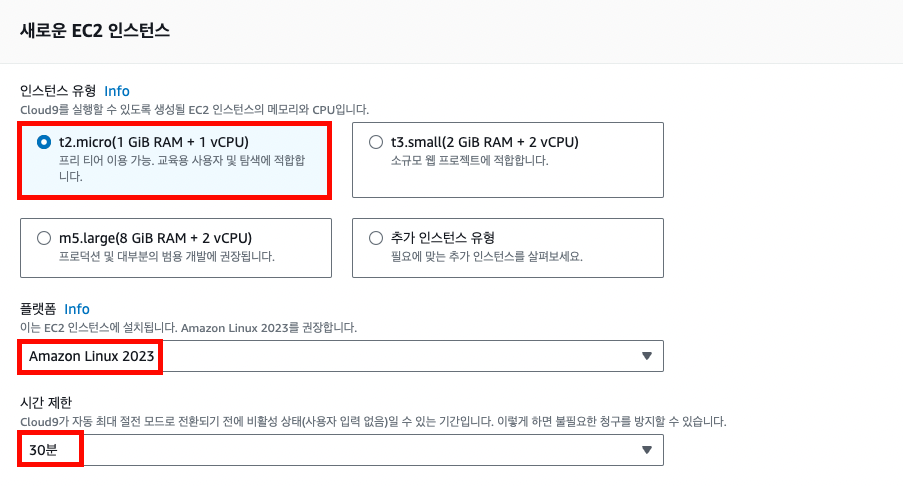 새로운 EC2 인스턴스
인스턴스 유형 Info
Cloud9를 실행할 수 있도록 생성될 EC2 인스턴스의 메모리와 CPU입니다.
t2.micro(1 GiB RAM + 1 vCPU)
프리 티어 이용 가능. 교육용 사용자 및 탐색에 적합합
니다.
t3.small(2 GiB RAM + 2 vCPU)
소규모 웹 프로젝트에 적합합니다.
m5.large(8 GiB RAM + 2 vCPU)
프로덕션 및 대부분의 범용 개발에 권장됩니다.
추가 인스턴스 유형
필요에 맞는 추가 인스턴스를 살펴보세요.
플랫폼 Info
이는 EC2 인스턴스에 설치됩니다. Amazon Linux 2023를 권장합니다.
Amazon Linux 2023
시간 제한
Cloud9가 자동 최대 절전 모드로 전환되기 전에 비활성 상태(사용자 입력 없음)일 수 있는 기간입니다. 이렇게 하면 불필요한 청구를 방지할 수 있습니다.
30분